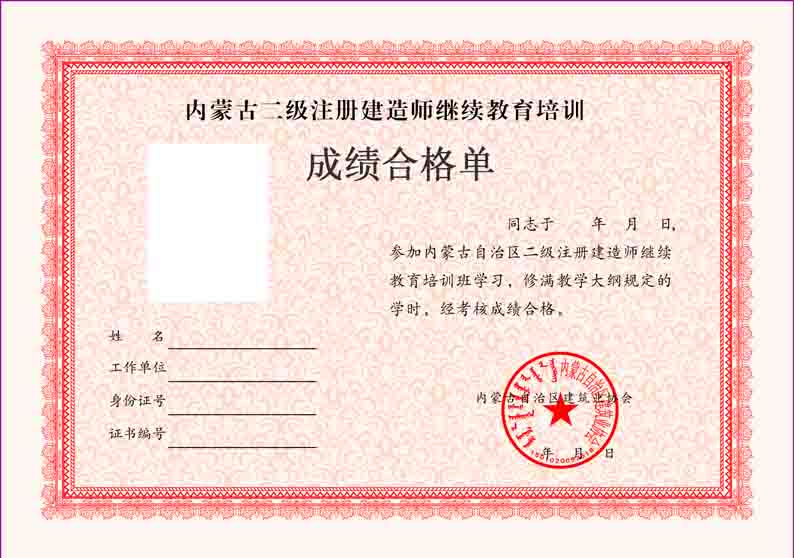 内蒙古二级注册建造师继续教育培训
成绩合格单
同志于 年 月 日,
参加内蒙古自治区二级注册建造师继续
教育培训班学习，修满教学大纲规定的
学时，经考核成绩合格。
姓 名
工作单位
身份证号
证书编号
内蒙古自治区建筑业协会
内蒙古自治区建筑业协会
年 月 日